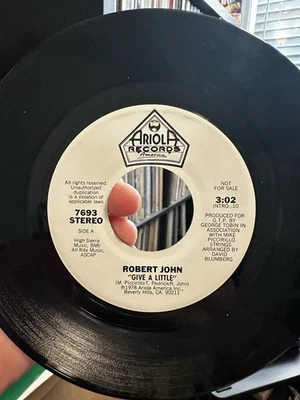 ARIOLA
RECORDS
America
All rights reserved.
Unauthorized
duplication
is a violation of
applicable laws
7693
STEREO
SIDE A
High Sierra
Music, BMI
All Rite Music,
ASCAP
NOT
FOR SALE
3:02
INTRO: 10
PRODUCED FOR
G.T.P. BY
GEORGE TOBIN IN
ASSOCIATION
WITH MIKE
PICCIRILLO
STRINGS
ARRANGED BY
DAVID
BLUMBERG
ROBERT JOHN
"GIVE A LITTLE"
(M. Piccirillo/T. Pedrick/R. John)
℗1978 Ariola America Inc.,
Beverly Hills, CA. 90211